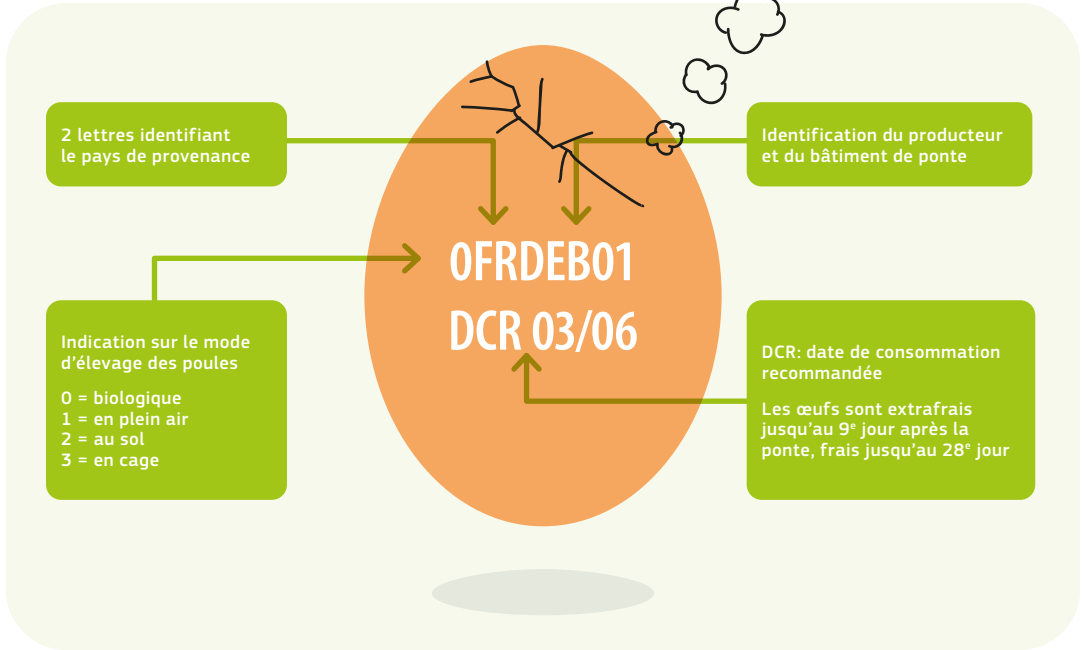 2 lettres identifiant
le pays de provenance
Identification du producteur
et du bâtiment de ponte
0FRDEB01
DCR 03/06
Indication sur le mode
d'élevage des poules
0 = biologique
1 = en plein air
2 = au sol
3 = en cage
DCR: date de consommation
recommandée
Les œufs sont extrafrais
jusqu'au 9ᵉ jour après la
ponte, frais jusqu'au 28ᵉ jour